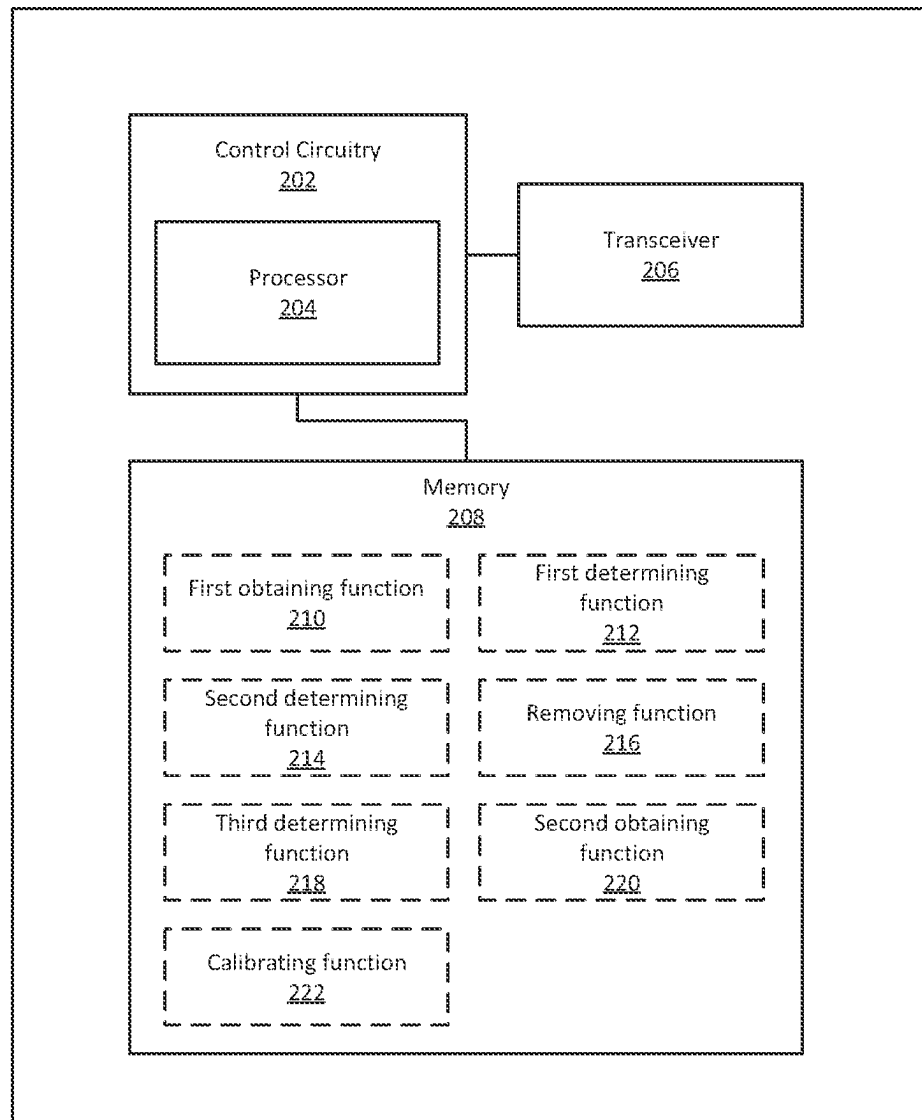 Control Circuitry
202
Processor
204
Transceiver
206
Memory
208
First obtaining function
210
First determining
function
212
Second determining
function
214
Removing function
216
Third determining
function
218
Second obtaining
function
220
Calibrating function
222